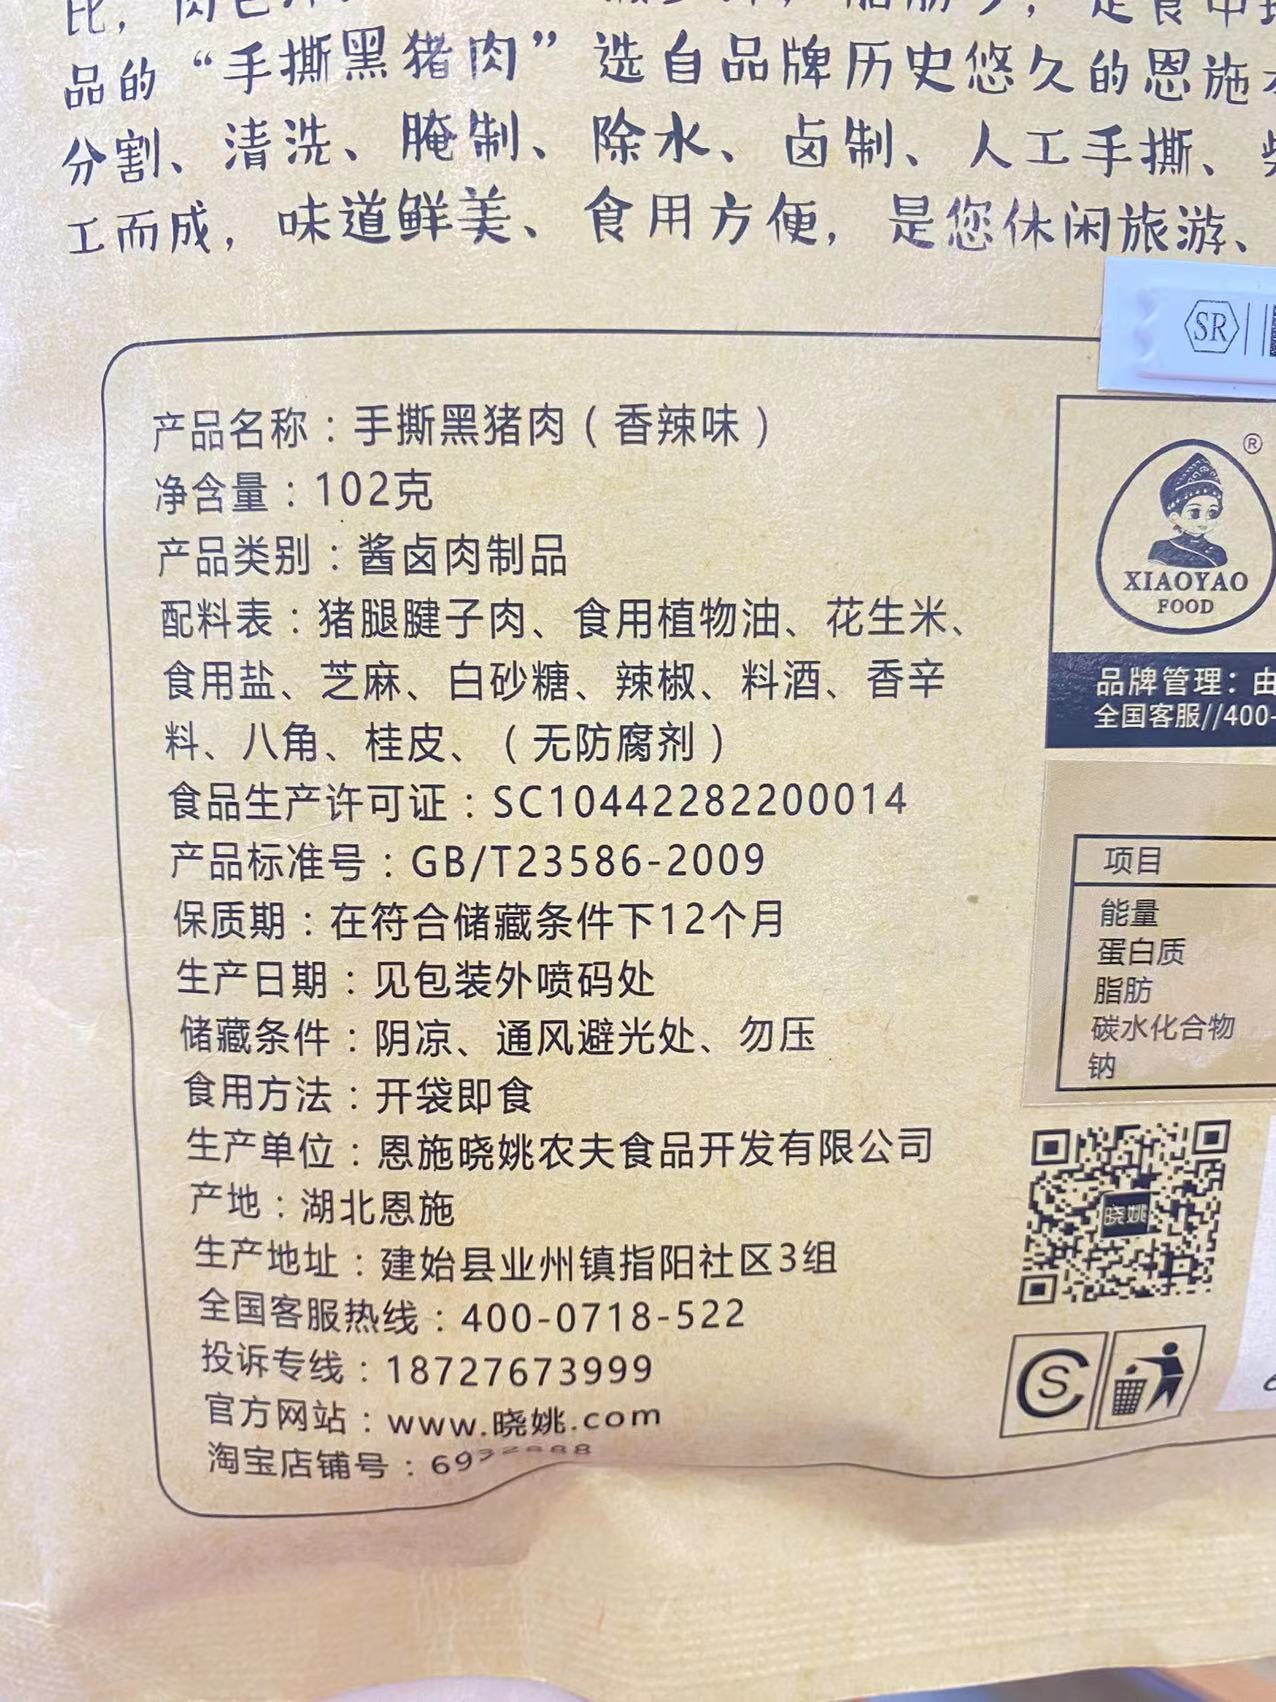 品的“手撕黑猪肉”选自品牌历史悠久的恩施
分割、清洗、腌制、除水、卤制、人工手撕、
工而成，味道鲜美、食用方便，是您休闲旅游、
SR
产品名称：手撕黑猪肉（香辣味）
净含量：102克
产品类别：酱卤肉制品
配料表：猪腿腱子肉、食用植物油、花生米、
食用盐、芝麻、白砂糖、辣椒、料酒、香辛
料、八角、桂皮、（无防腐剂）
食品生产许可证：SC10442282200014
产品标准号：GB/T23586-2009
保质期：在符合储藏条件下12个月
生产日期：见包装外喷码处
储藏条件：阴凉、通风避光处、勿压
食用方法：开袋即食
生产单位：恩施晓姚农夫食品开发有限公司
产地：湖北恩施
生产地址：建始县业州镇指阳社区3组
全国客服热线：400-0718-522
投诉专线：18727673999
官方网站：www.晓姚.com
淘宝店铺号：
®
XIAOYAO
FOOD
品牌管理：由
全国客服//400-
项目
能量
蛋白质
脂肪
碳水化合物
钠
晓姚